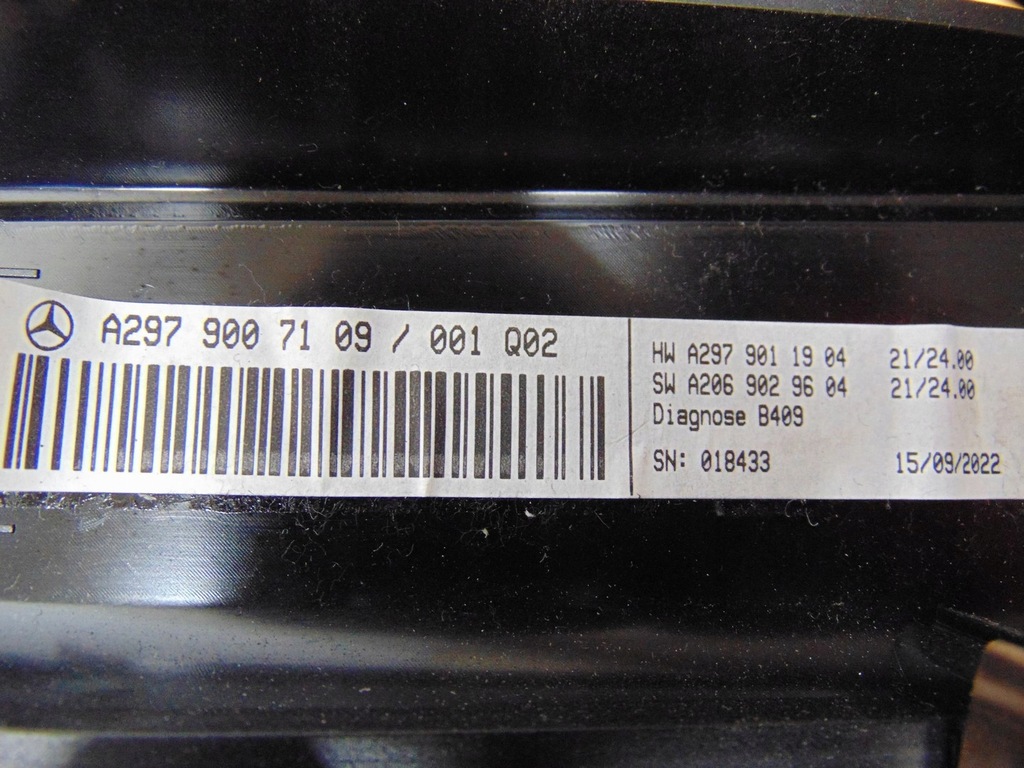 A297 900 71 09 / 001 Q02
HW A297 901 19 04 21/24.00
SW A206 902 96 04 21/24.00
Diagnose B409
SN: 018433 15/09/2022